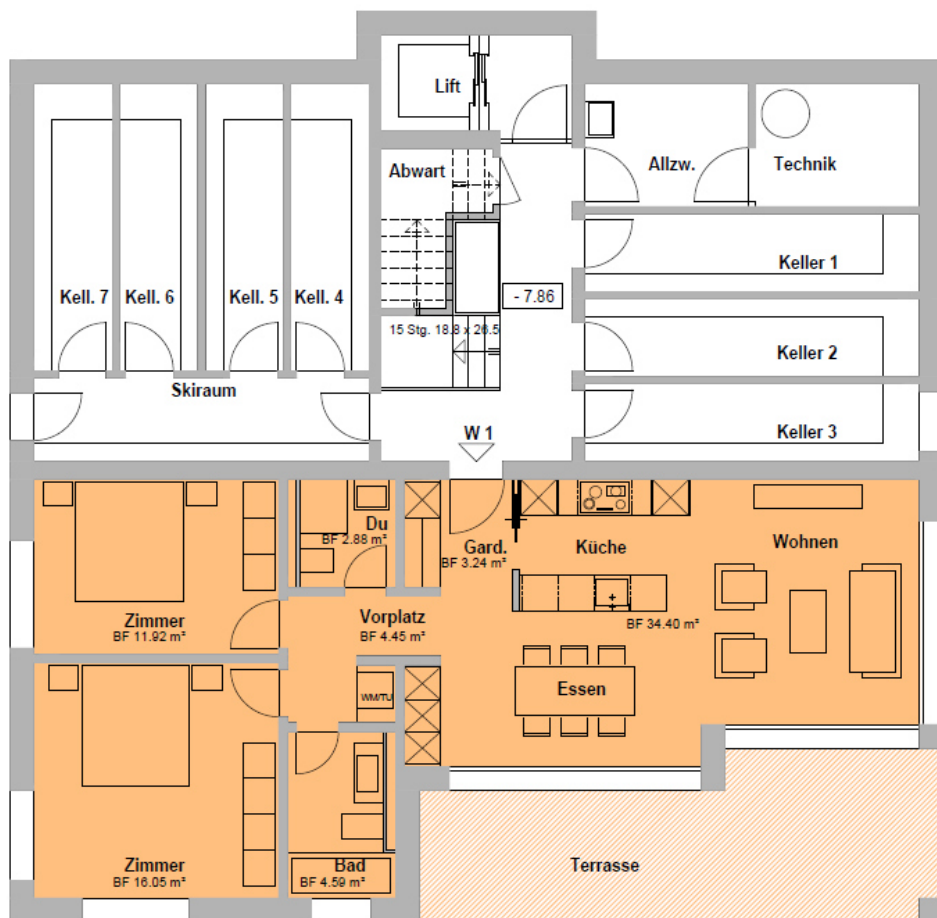 Lift
Abwart
Allzw.
Technik
Keller 1
Kell. 7
Kell. 6
Kell. 5
Kell. 4
- 7.86
15 Stg. 18.8 x 26.5
Keller 2
Skiraum
W 1
Keller 3
Du
BF 2.88 m²
Gard.
BF 3.24 m²
Küche
Wohnen
Zimmer
BF 11.92 m²
Vorplatz
BF 4.45 m²
BF 34.40 m²
WM/TU
Essen
Zimmer
BF 16.05 m²
Bad
BF 4.59 m²
Terrasse